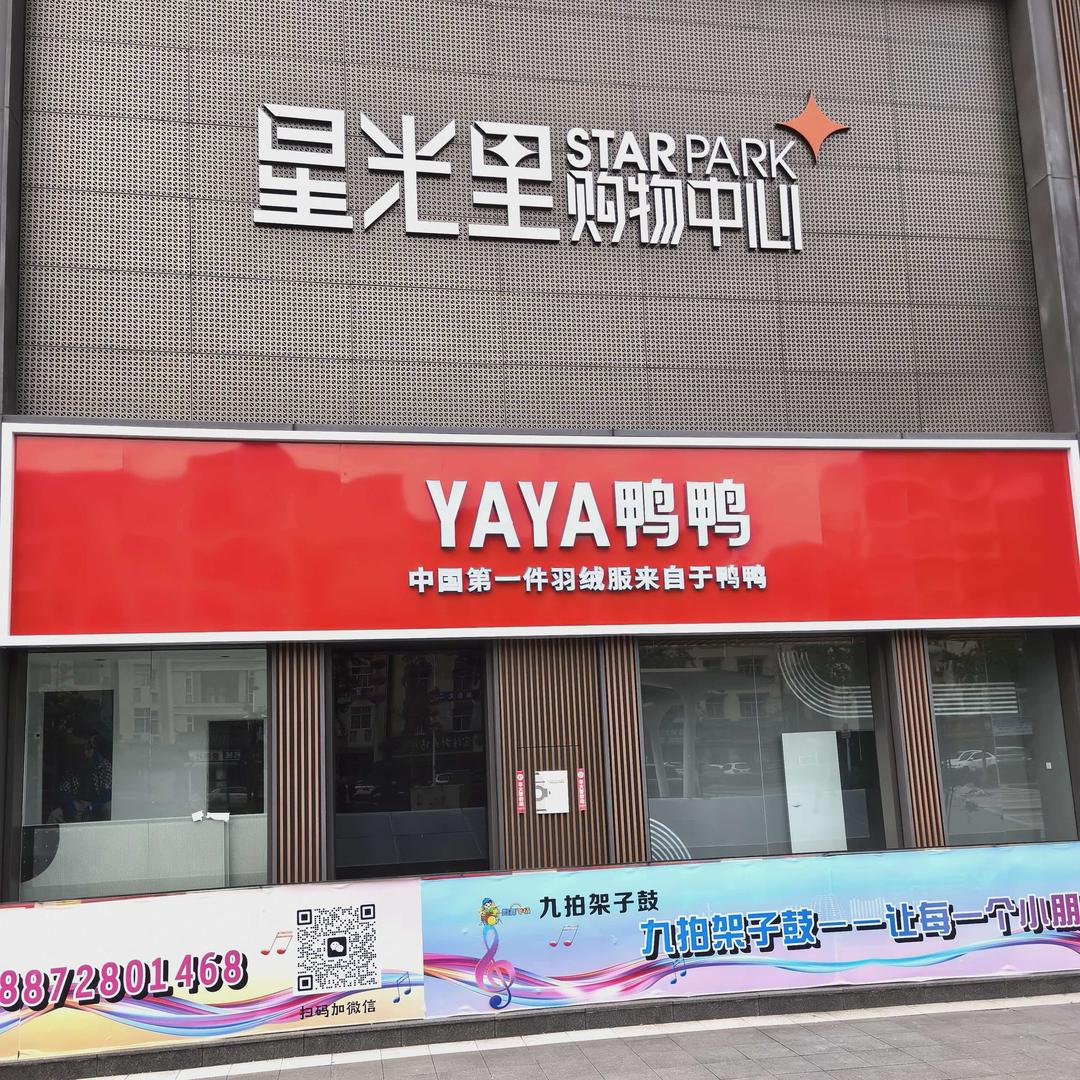 星光里
STARPARK
购物中心
YAYA鸭鸭
中国第一件羽绒服来自于鸭鸭
九拍架子鼓
九拍架子鼓——让每一个小朋
8872801468
扫码加微信